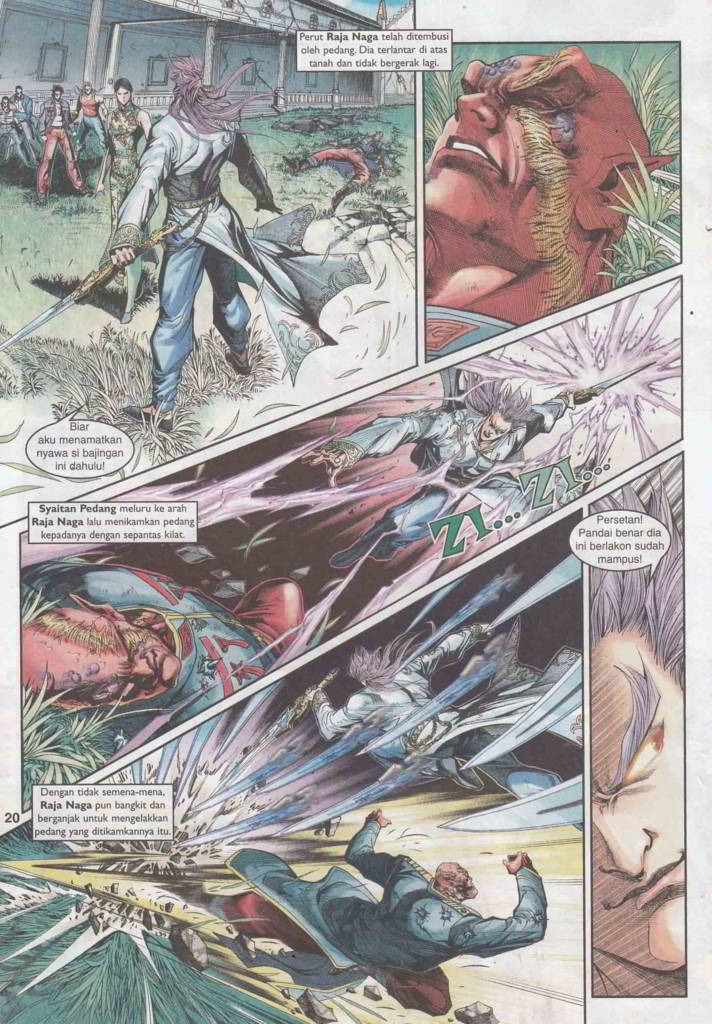 Perut Raja Naga telah ditembusi
oleh pedang. Dia terlantar di atas
tanah dan tidak bergerak lagi.
Biar
aku menamatkan
nyawa si bajingan
ini dahulu!
Syaitan Pedang meluru ke arah
Raja Naga lalu menikamkan pedang
kepadanya dengan sepantas kilat.
ZI... ZI...
Persetan!
Pandai benar dia
ini berlakon sudah
mampus!
Dengan tidak semena-mena,
Raja Naga pun bangkit dan
berganjak untuk mengelakkan
pedang yang ditikamkannya itu.
20